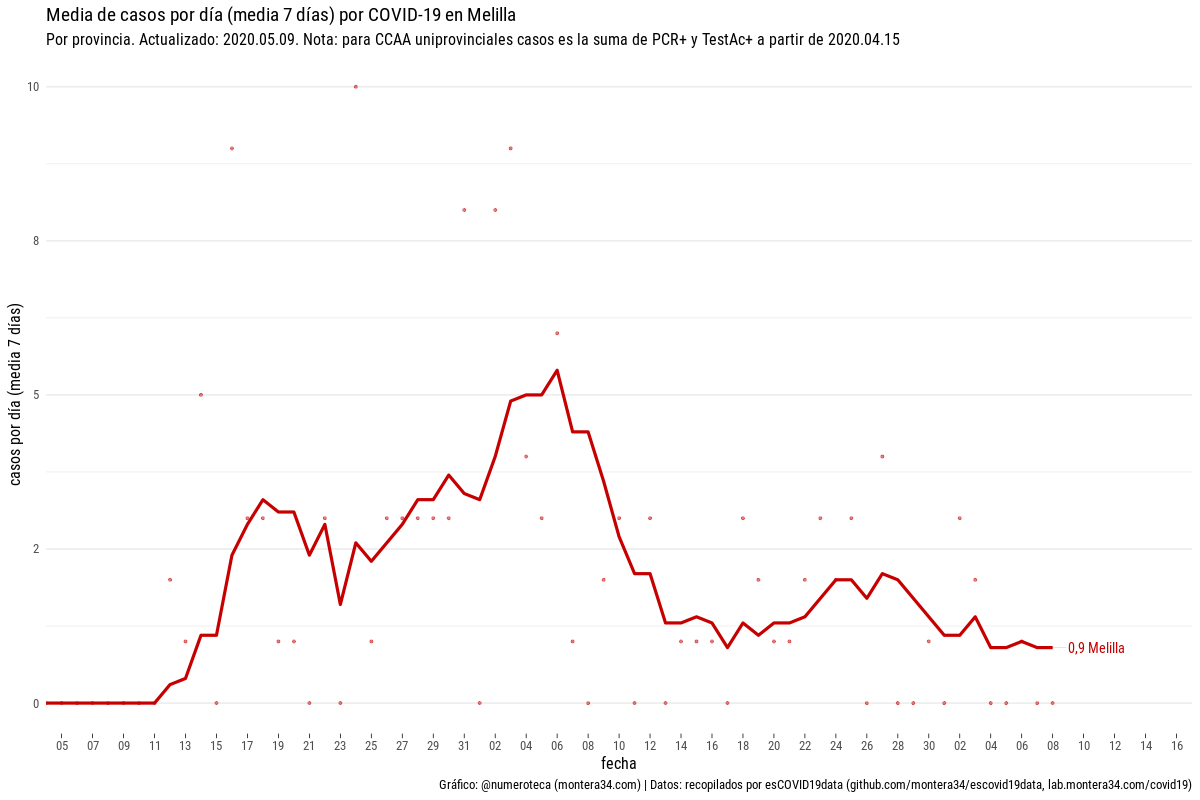 Media de casos por día (media 7 días) por COVID-19 en Melilla
Por provincia. Actualizado: 2020.05.09. Nota: para CCAA uniprovinciales casos es la suma de PCR+ y TestAc+ a partir de 2020.04.15
casos por día (media 7 días)
10
8
5
2
0
0,9 Melilla
05 07 09 11 13 15 17 19 21 23 25 27 29 31 02 04 06 08 10 12 14 16 18 20 22 24 26 28 30 02 04 06 08 10 12 14 16
fecha
Gráfico: @numeroteca (montera34.com) | Datos: recopilados por esCOVID19data (github.com/montera34/escovid19data, lab.montera34.com/covid19)